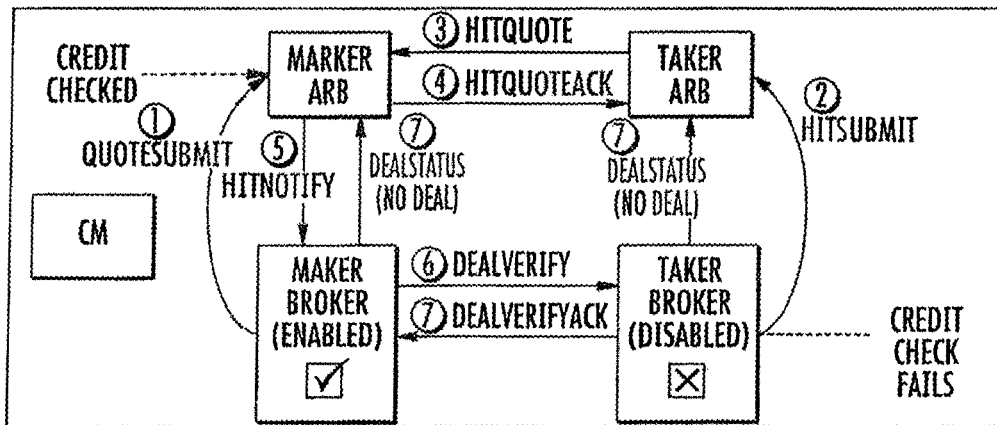 ③ HITQUOTE
CREDIT
CHECKED
MARKER
ARB
TAKER
ARB
④ HITQUOTEACK
①
QUOTESUBMIT
⑤
HITNOTIFY
⑦
DEALSTATUS
(NO DEAL)
⑦
DEALSTATUS
(NO DEAL)
②
HITSUBMIT
CM
MAKER
BROKER
(ENABLED)
⑥ DEALVERIFY
⑦ DEALVERIFYACK
TAKER
BROKER
(DISABLED)
CREDIT
CHECK
FAILS